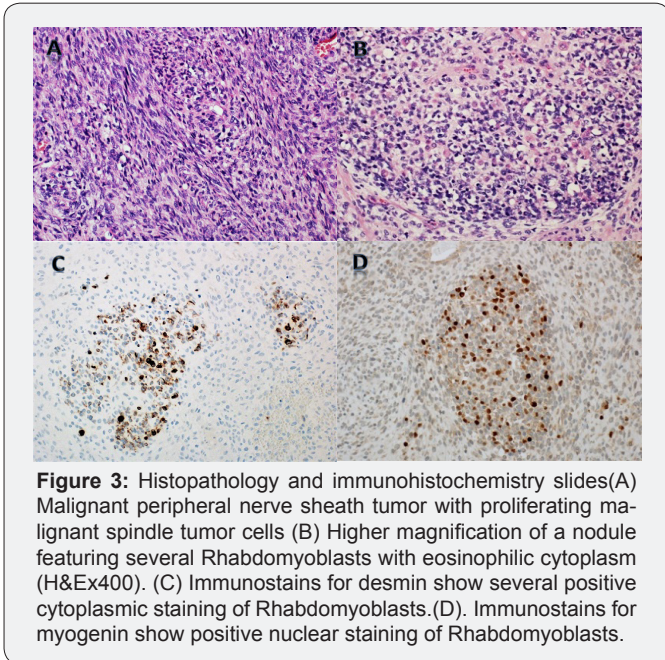 A
B
C
D
Figure 3: Histopathology and immunohistochemistry slides(A)
Malignant peripheral nerve sheath tumor with proliferating ma-
lignant spindle tumor cells (B) Higher magnification of a nodule
featuring several Rhabdomyoblasts with eosinophilic cytoplasm
(H&Ex400). (C) Immunostains for desmin show several positive
cytoplasmic staining of Rhabdomyoblasts.(D). Immunostains for
myogenin show positive nuclear staining of Rhabdomyoblasts.